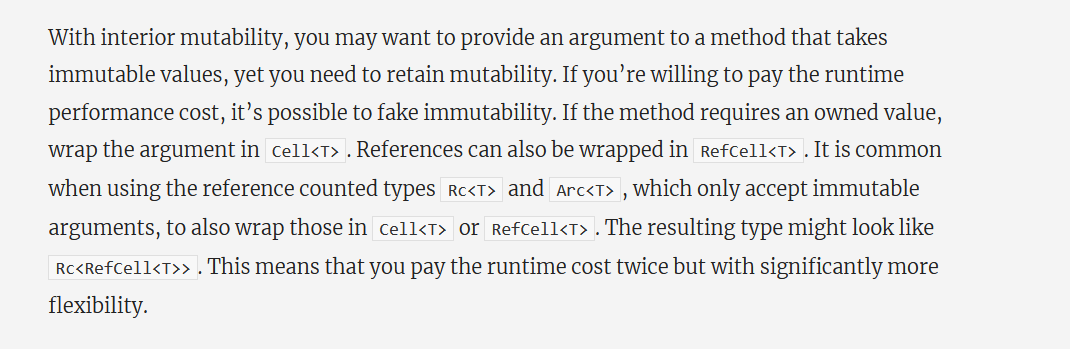 With interior mutability, you may want to provide an argument to a method that takes
immutable values, yet you need to retain mutability. If you’re willing to pay the runtime
performance cost, it’s possible to fake immutability. If the method requires an owned value,
wrap the argument in Cell<T>. References can also be wrapped in RefCell<T>. It is common
when using the reference counted types Rc<T> and Arc<T>, which only accept immutable
arguments, to also wrap those in Cell<T> or RefCell<T>. The resulting type might look like
Rc<RefCell<T>>. This means that you pay the runtime cost twice but with significantly more
flexibility.